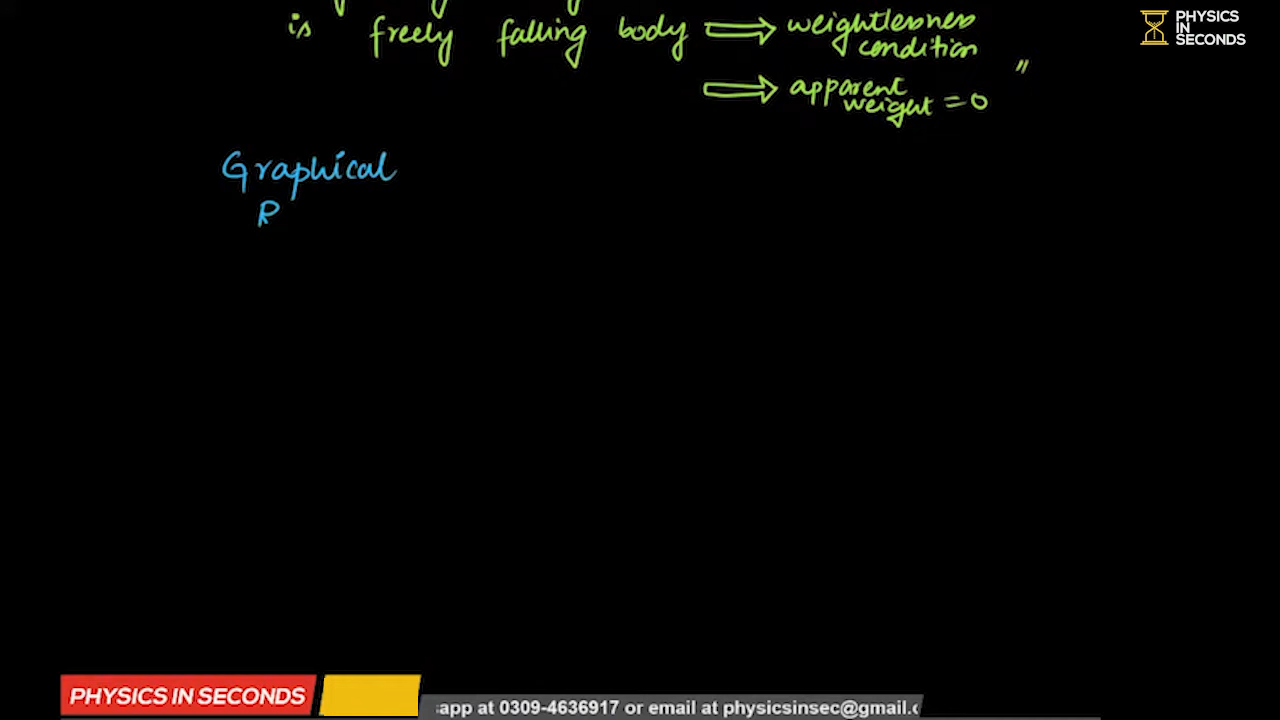 is freely falling body ⟹ weightlessness
condition "
⟹ apparent
weight = 0
Graphical
R
PHYSICS
IN
SECONDS
PHYSICS IN SECONDS
app at 0309-4636917 or email at physicsinsec@gmail.c